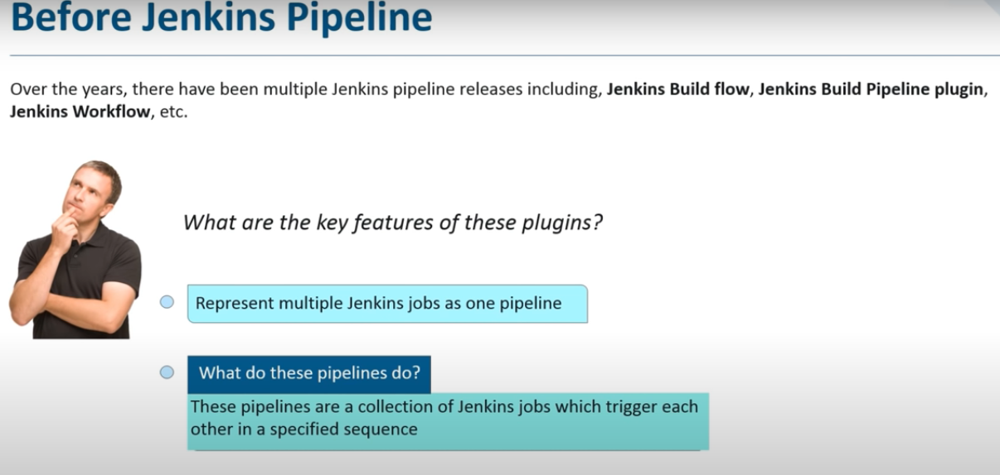 Before Jenkins Pipeline
Over the years, there have been multiple Jenkins pipeline releases including, Jenkins Build flow, Jenkins Build Pipeline plugin,
Jenkins Workflow, etc.
What are the key features of these plugins?
Represent multiple Jenkins jobs as one pipeline
What do these pipelines do?
These pipelines are a collection of Jenkins jobs which trigger each
other in a specified sequence